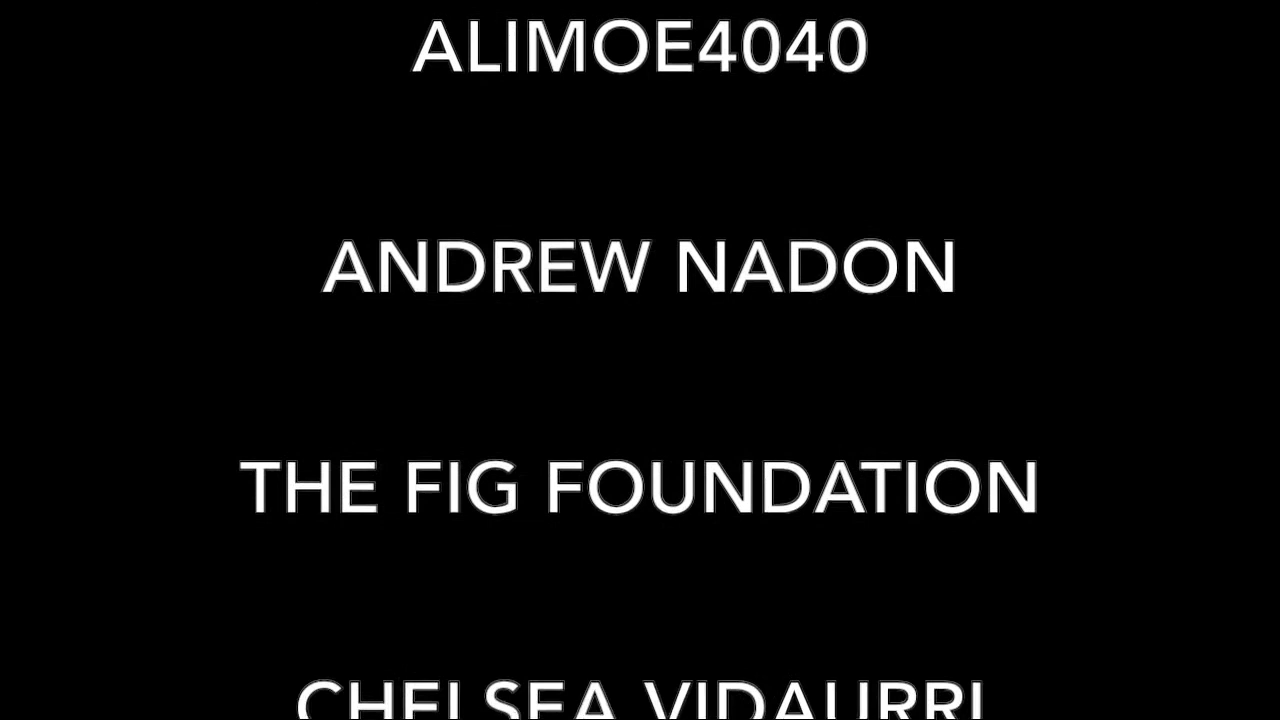 ALIMOE4040
ANDREW NADON
THE FIG FOUNDATION
CHELSEA VIDAURRI